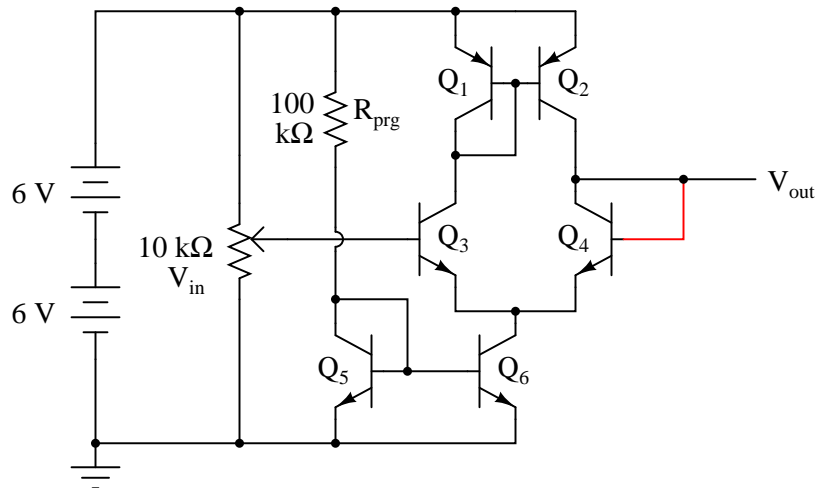 Q1
Q2
100
kΩ
Rprg
6 V
Vout
10 kΩ
Vin
Q3
Q4
6 V
Q5
Q6